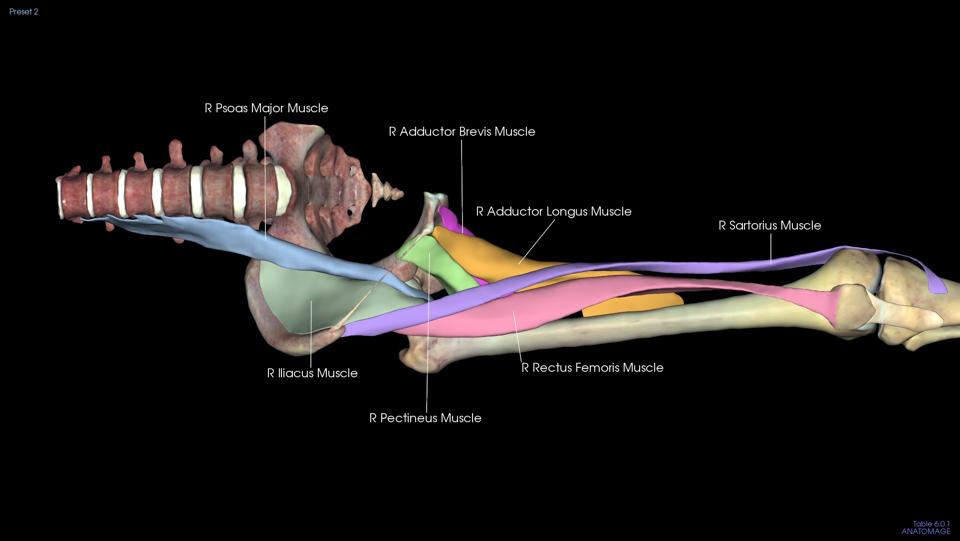 Preset 2
R Psoas Major Muscle
R Adductor Brevis Muscle
R Adductor Longus Muscle
R Sartorius Muscle
R Rectus Femoris Muscle
R Iliacus Muscle
R Pectineus Muscle
Table 6.0.1
ANATOMAGE